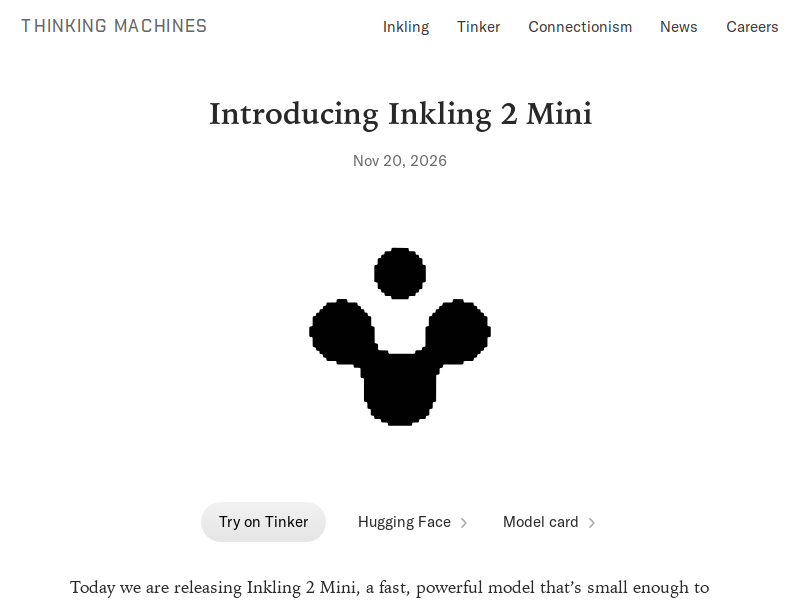 THINKING MACHINES
Inkling Tinker Connectionism News Careers
Introducing Inkling 2 Mini
Nov 20, 2026
Try on Tinker Hugging Face Model card
Today we are releasing Inkling 2 Mini, a fast, powerful model that’s small enough to